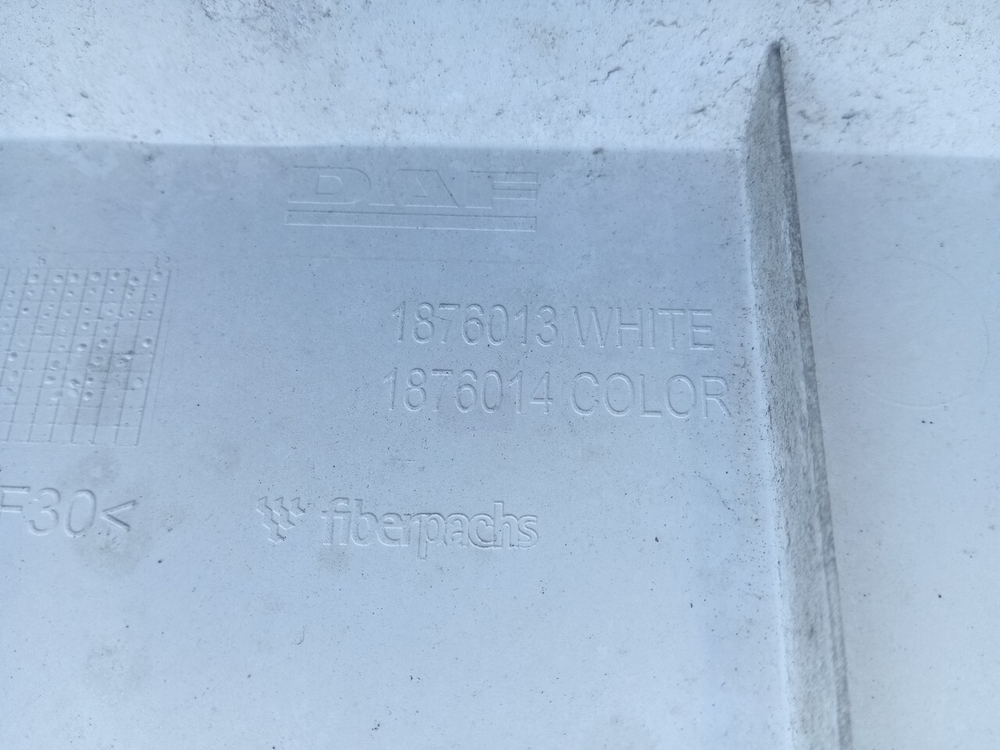 DAF
1876013 WHITE
1876014 COLOR
F30<
fiberpachs